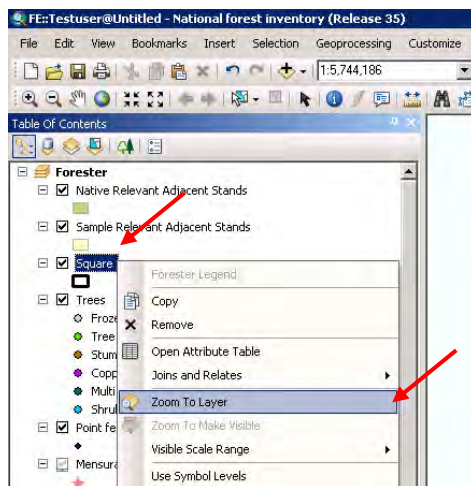 FE::Testuser@Untitled - National forest inventory (Release 35)
File Edit View Bookmarks Insert Selection Geoprocessing Customize
1:5,744,186
Table Of Contents
Forester
Native Relevant Adjacent Stands
Sample Relevant Adjacent Stands
Square
Forester Legend
Trees
Copy
Froze
Remove
Tree
Stum
Open Attribute Table
Copp
Joins and Relates
Multi
Zoom To Layer
Shru
Point fe
Zoom To Make Visible
Visible Scale Range
Mensura
Use Symbol Levels